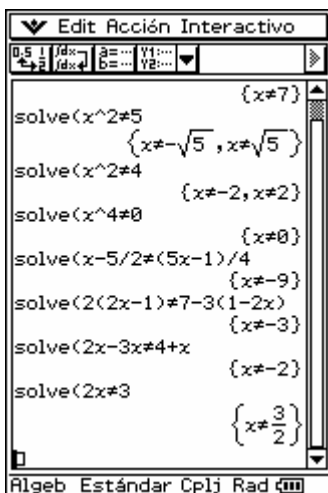 Edit Acción Interactivo
{x≠7}
solve(x^2≠5
{x≠-√5 ,x≠√5 }
solve(x^2≠4
{x≠-2,x≠2}
solve(x^4≠0
{x≠0}
solve(x-5/2≠(5x-1)/4
{x≠-9}
solve(2(2x-1)≠7-3(1-2x)
{x≠-3}
solve(2x-3x≠4+x
{x≠-2}
solve(2x≠3
{x≠3/2}
Algeb Estándar Cplj Rad